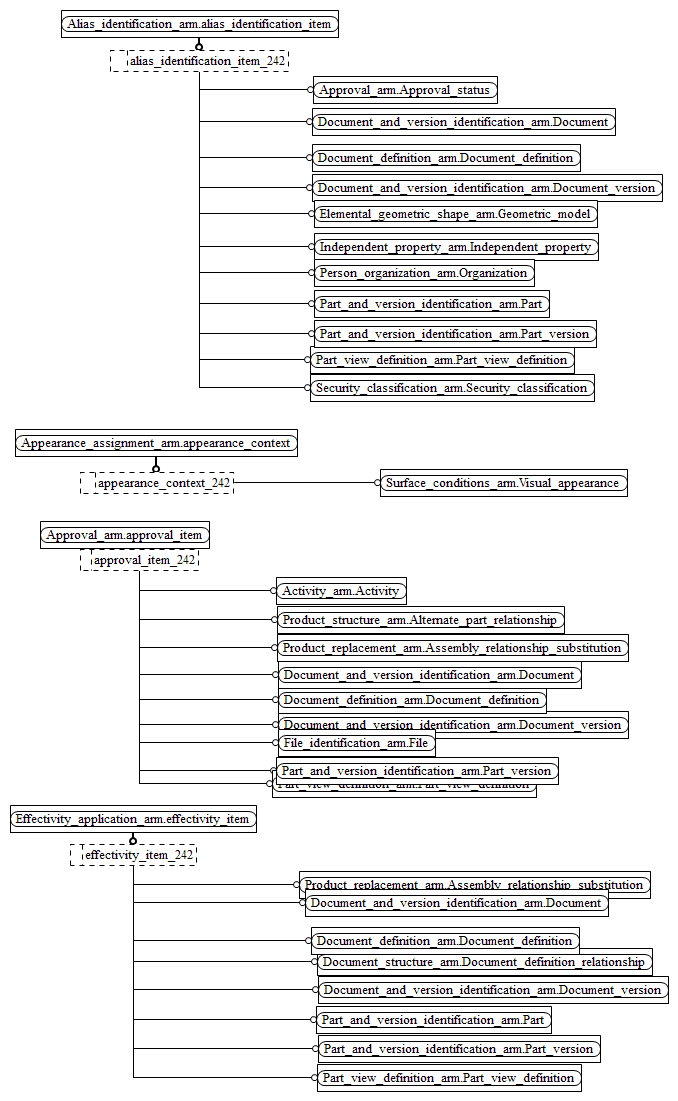 Alias_identification_arm.alias_identification_item
alias_identification_item_242
Approval_arm.Approval_status
Document_and_version_identification_arm.Document
Document_definition_arm.Document_definition
Document_and_version_identification_arm.Document_version
Elemental_geometric_shape_arm.Geometric_model
Independent_property_arm.Independent_property
Person_organization_arm.Organization
Part_and_version_identification_arm.Part
Part_and_version_identification_arm.Part_version
Part_view_definition_arm.Part_view_definition
Security_classification_arm.Security_classification
Appearance_assignment_arm.appearance_context
appearance_context_242
Surface_conditions_arm.Visual_appearance
Approval_arm.approval_item
approval_item_242
Activity_arm.Activity
Product_structure_arm.Alternate_part_relationship
Product_replacement_arm.Assembly_relationship_substitution
Document_and_version_identification_arm.Document
Document_definition_arm.Document_definition
Document_and_version_identification_arm.Document_version
File_identification_arm.File
Part_and_version_identification_arm.Part_version
Part_view_definition_arm.Part_view_definition
Effectivity_application_arm.effectivity_item
effectivity_item_242
Product_replacement_arm.Assembly_relationship_substitution
Document_and_version_identification_arm.Document
Document_definition_arm.Document_definition
Document_structure_arm.Document_definition_relationship
Document_and_version_identification_arm.Document_version
Part_and_version_identification_arm.Part
Part_and_version_identification_arm.Part_version
Part_view_definition_arm.Part_view_definition